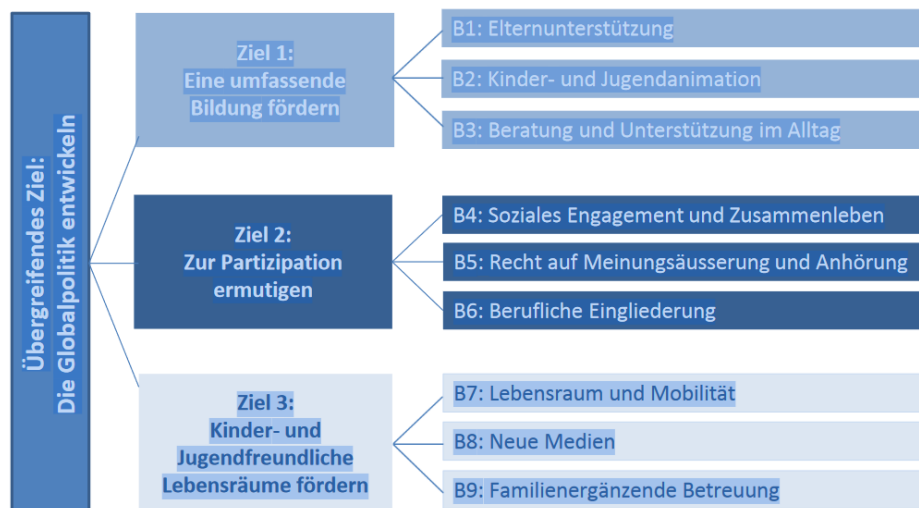 Übergreifendes Ziel:
Die Globalpolitik entwickeln
Ziel 1:
Eine umfassende
Bildung fördern
B1: Elternunterstützung
B2: Kinder- und Jugendanimation
B3: Beratung und Unterstützung im Alltag
Ziel 2:
Zur Partizipation
ermutigen
B4: Soziales Engagement und Zusammenleben
B5: Recht auf Meinungsäusserung und Anhörung
B6: Berufliche Eingliederung
Ziel 3:
Kinder- und
Jugendfreundliche
Lebensräume fördern
B7: Lebensraum und Mobilität
B8: Neue Medien
B9: Familienergänzende Betreuung